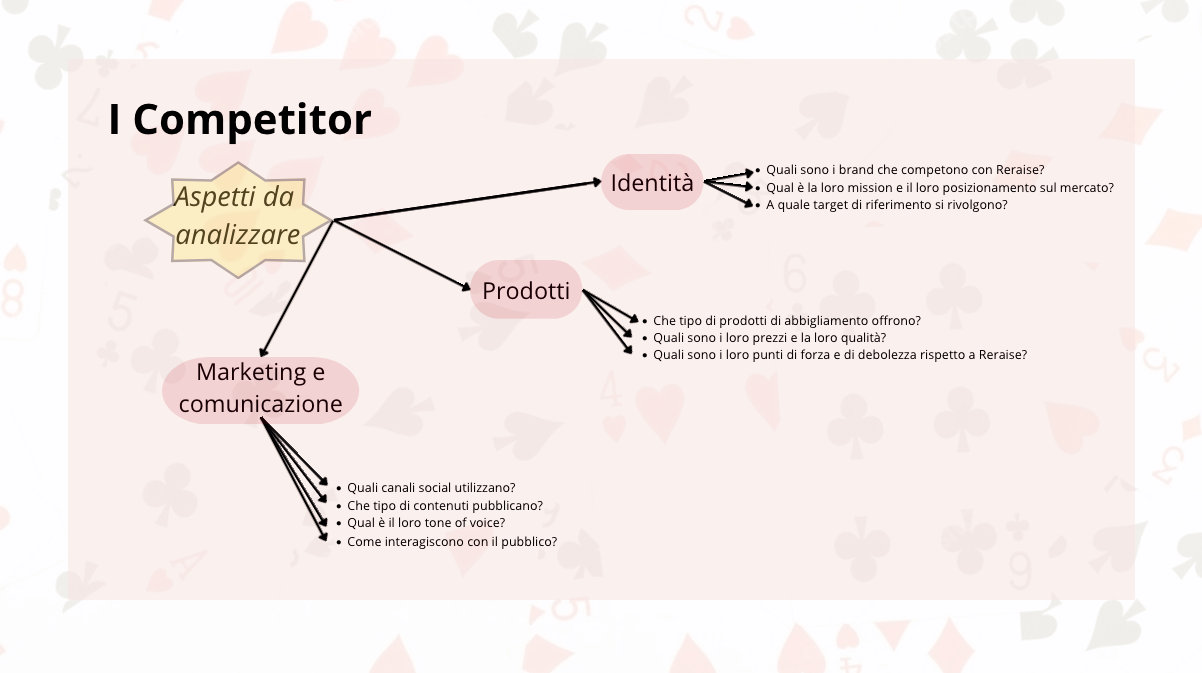 I Competitor
Aspetti da
analizzare
Identità
• Quali sono i brand che competono con Reraise?
• Qual è la loro mission e il loro posizionamento sul mercato?
• A quale target di riferimento si rivolgono?
Prodotti
• Che tipo di prodotti di abbigliamento offrono?
• Quali sono i loro prezzi e la loro qualità?
• Quali sono i loro punti di forza e di debolezza rispetto a Reraise?
Marketing e
comunicazione
• Quali canali social utilizzano?
• Che tipo di contenuti pubblicano?
• Qual è il loro tone of voice?
• Come interagiscono con il pubblico?